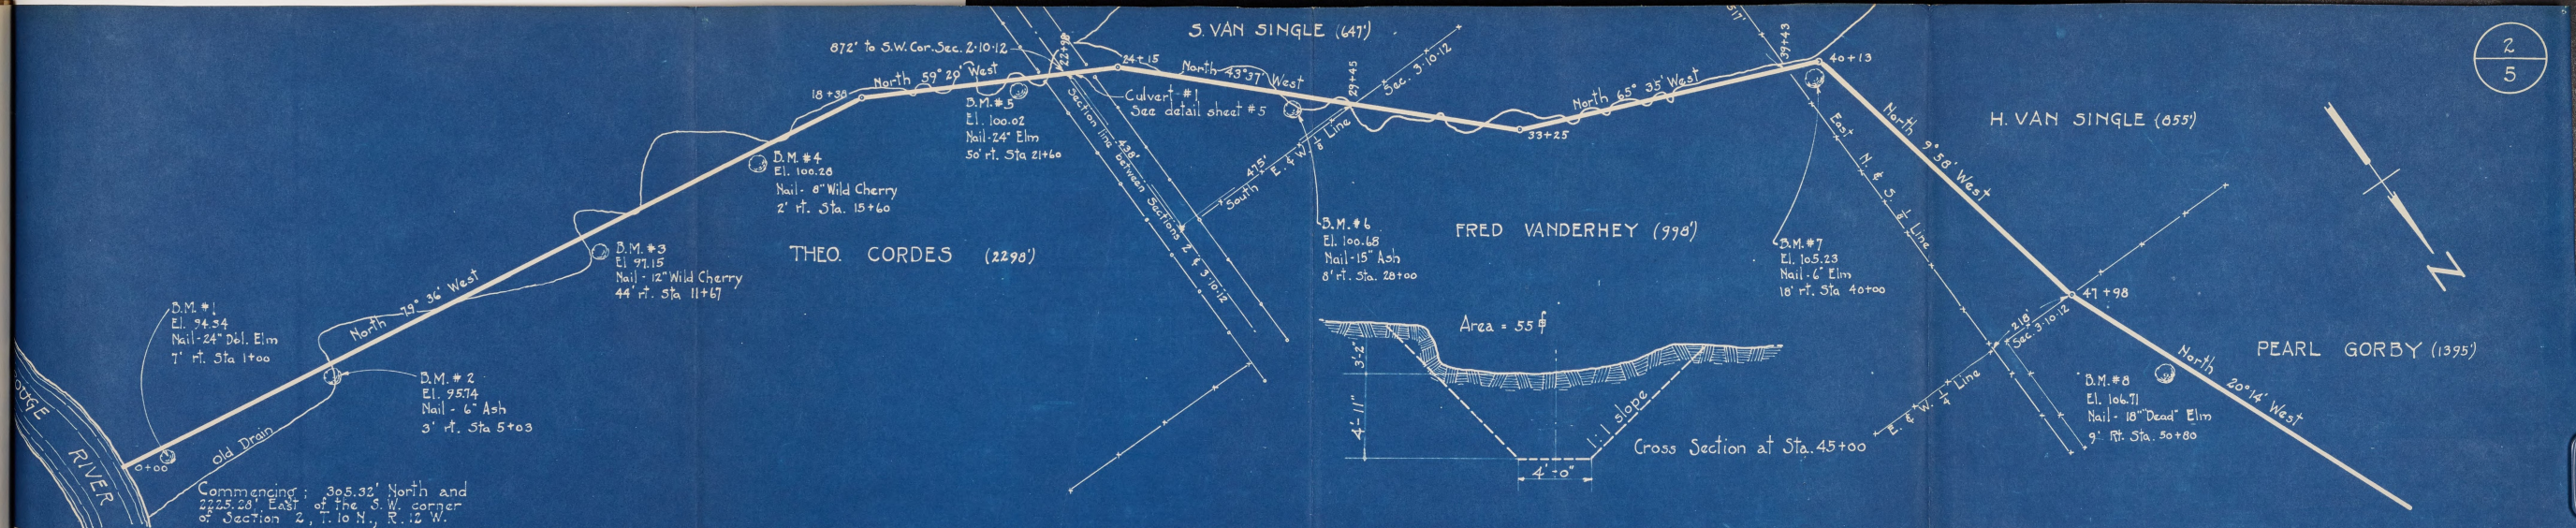 2
5
S. VAN SINGLE (647')
872' to S.W. Cor. Sec. 2-10-12
22+98
24+15
North 59° 20' West
18+38
B.M. #5
El. 100.02
Nail-24" Elm
50' rt. Sta 21+60
Culvert #1
See detail sheet #5
North 43°37' West
29+45
Sec. 3-10-12
33+25
North 65° 35' West
517'
39+43
40+13
H. VAN SINGLE (855')
North 9°58' West
East
N. & S. 1/8 Line
438'
Section line between Sections 2 & 3-10-12
475'
South
E. & W. 1/8 Line
B.M. #4
El. 100.28
Nail - 8" Wild Cherry
2' rt. Sta. 15+60
B.M. #3
El 97.15
Nail - 12" Wild Cherry
44' rt. Sta 11+67
THEO. CORDES (2298')
B.M. #6
El. 100.68
Nail-15" Ash
8' rt. Sta. 28+00
FRED VANDERHEY (998')
B.M. #7
El. 105.23
Nail - 6" Elm
18' rt. Sta 40+00
N
47+98
218'
Sec. 3-10-12
PEARL GORBY (1395')
North 20°14' West
North 79° 36' West
B.M. #1
El. 94.34
Nail-24" Dbl. Elm
7' rt. Sta 1+00
B.M. #2
El. 95.74
Nail - 6" Ash
3' rt. Sta 5+03
Area = 55
3'-2"
4'-11"
4'-0"
1:1 slope
Cross Section at Sta. 45+00
E. & W. 1/4 Line
B.M. #8
El. 106.71
Nail - 18" "Dead" Elm
9' Rt. Sta. 50+80
RIVER
0+00
Old Drain
Commencing; 305.32' North and
2225.28' East of the S.W. corner
of Section 2, T. 10 N., R. 12 W.